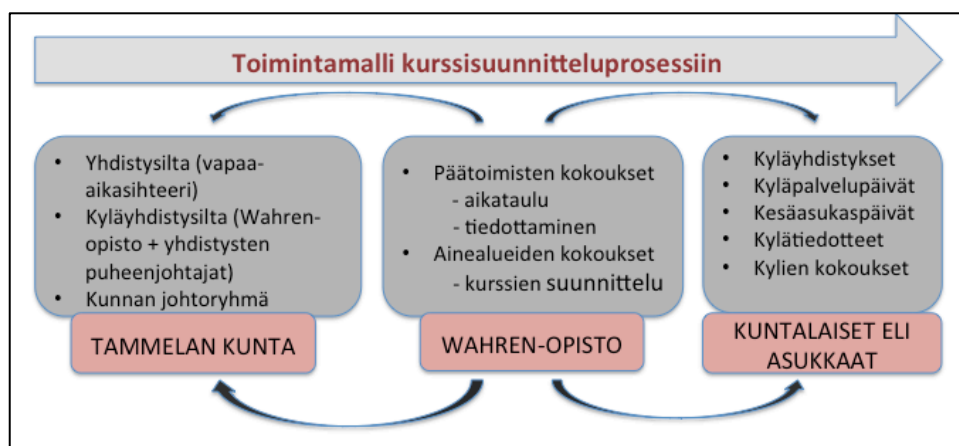 Toimintamalli kurssisuunnitteluprosessiin
• Yhdistysilta (vapaa-
aikasihteeri)
• Kyläyhdistysilta (Wahren-
opisto + yhdistysten
puheenjohtajat)
• Kunnan johtoryhmä
TAMMELAN KUNTA
• Päätoimisten kokoukset
- aikataulu
- tiedottaminen
• Ainealueiden kokoukset
- kurssien suunnittelu
WAHREN-OPISTO
• Kyläyhdistykset
• Kyläpalvelupäivät
• Kesäasukaspäivät
• Kylätiedotteet
• Kylien kokoukset
KUNTALAISET ELI
ASUKKAAT